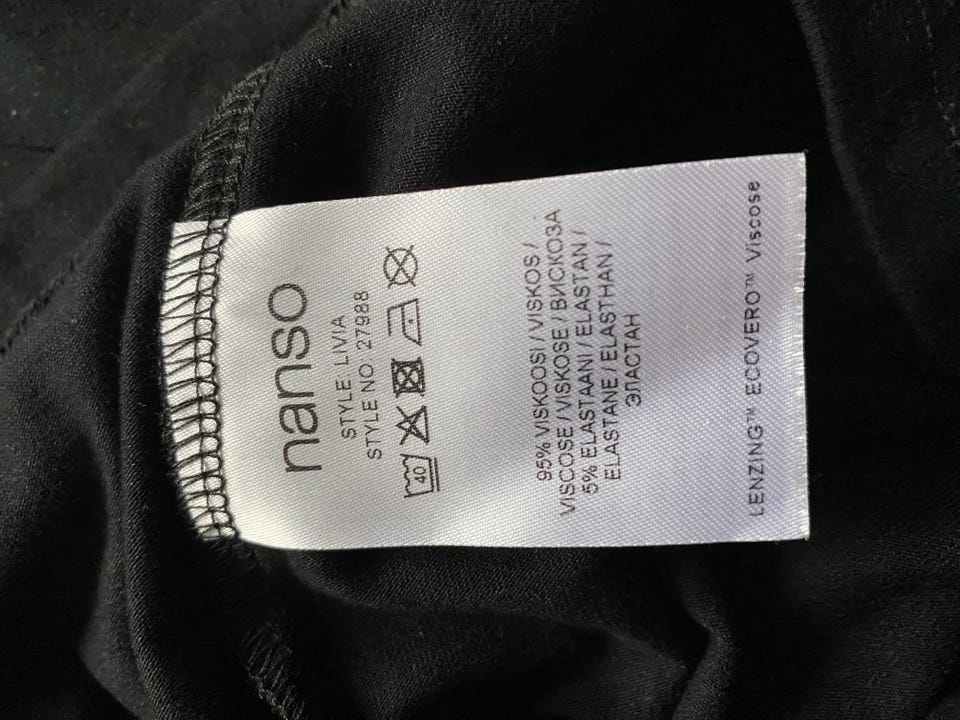 nanso
STYLE: LIVIA
STYLE NO: 27988
40
95% VISKOOSI / VISKOS /
VISCOSE / VISKOSE / ВИСКОЗА
5% ELASTAANI / ELASTAN /
ELASTANE / ELASTHAN /
ЭЛАСТАН
LENZING™ ECOVERO™ Viscose